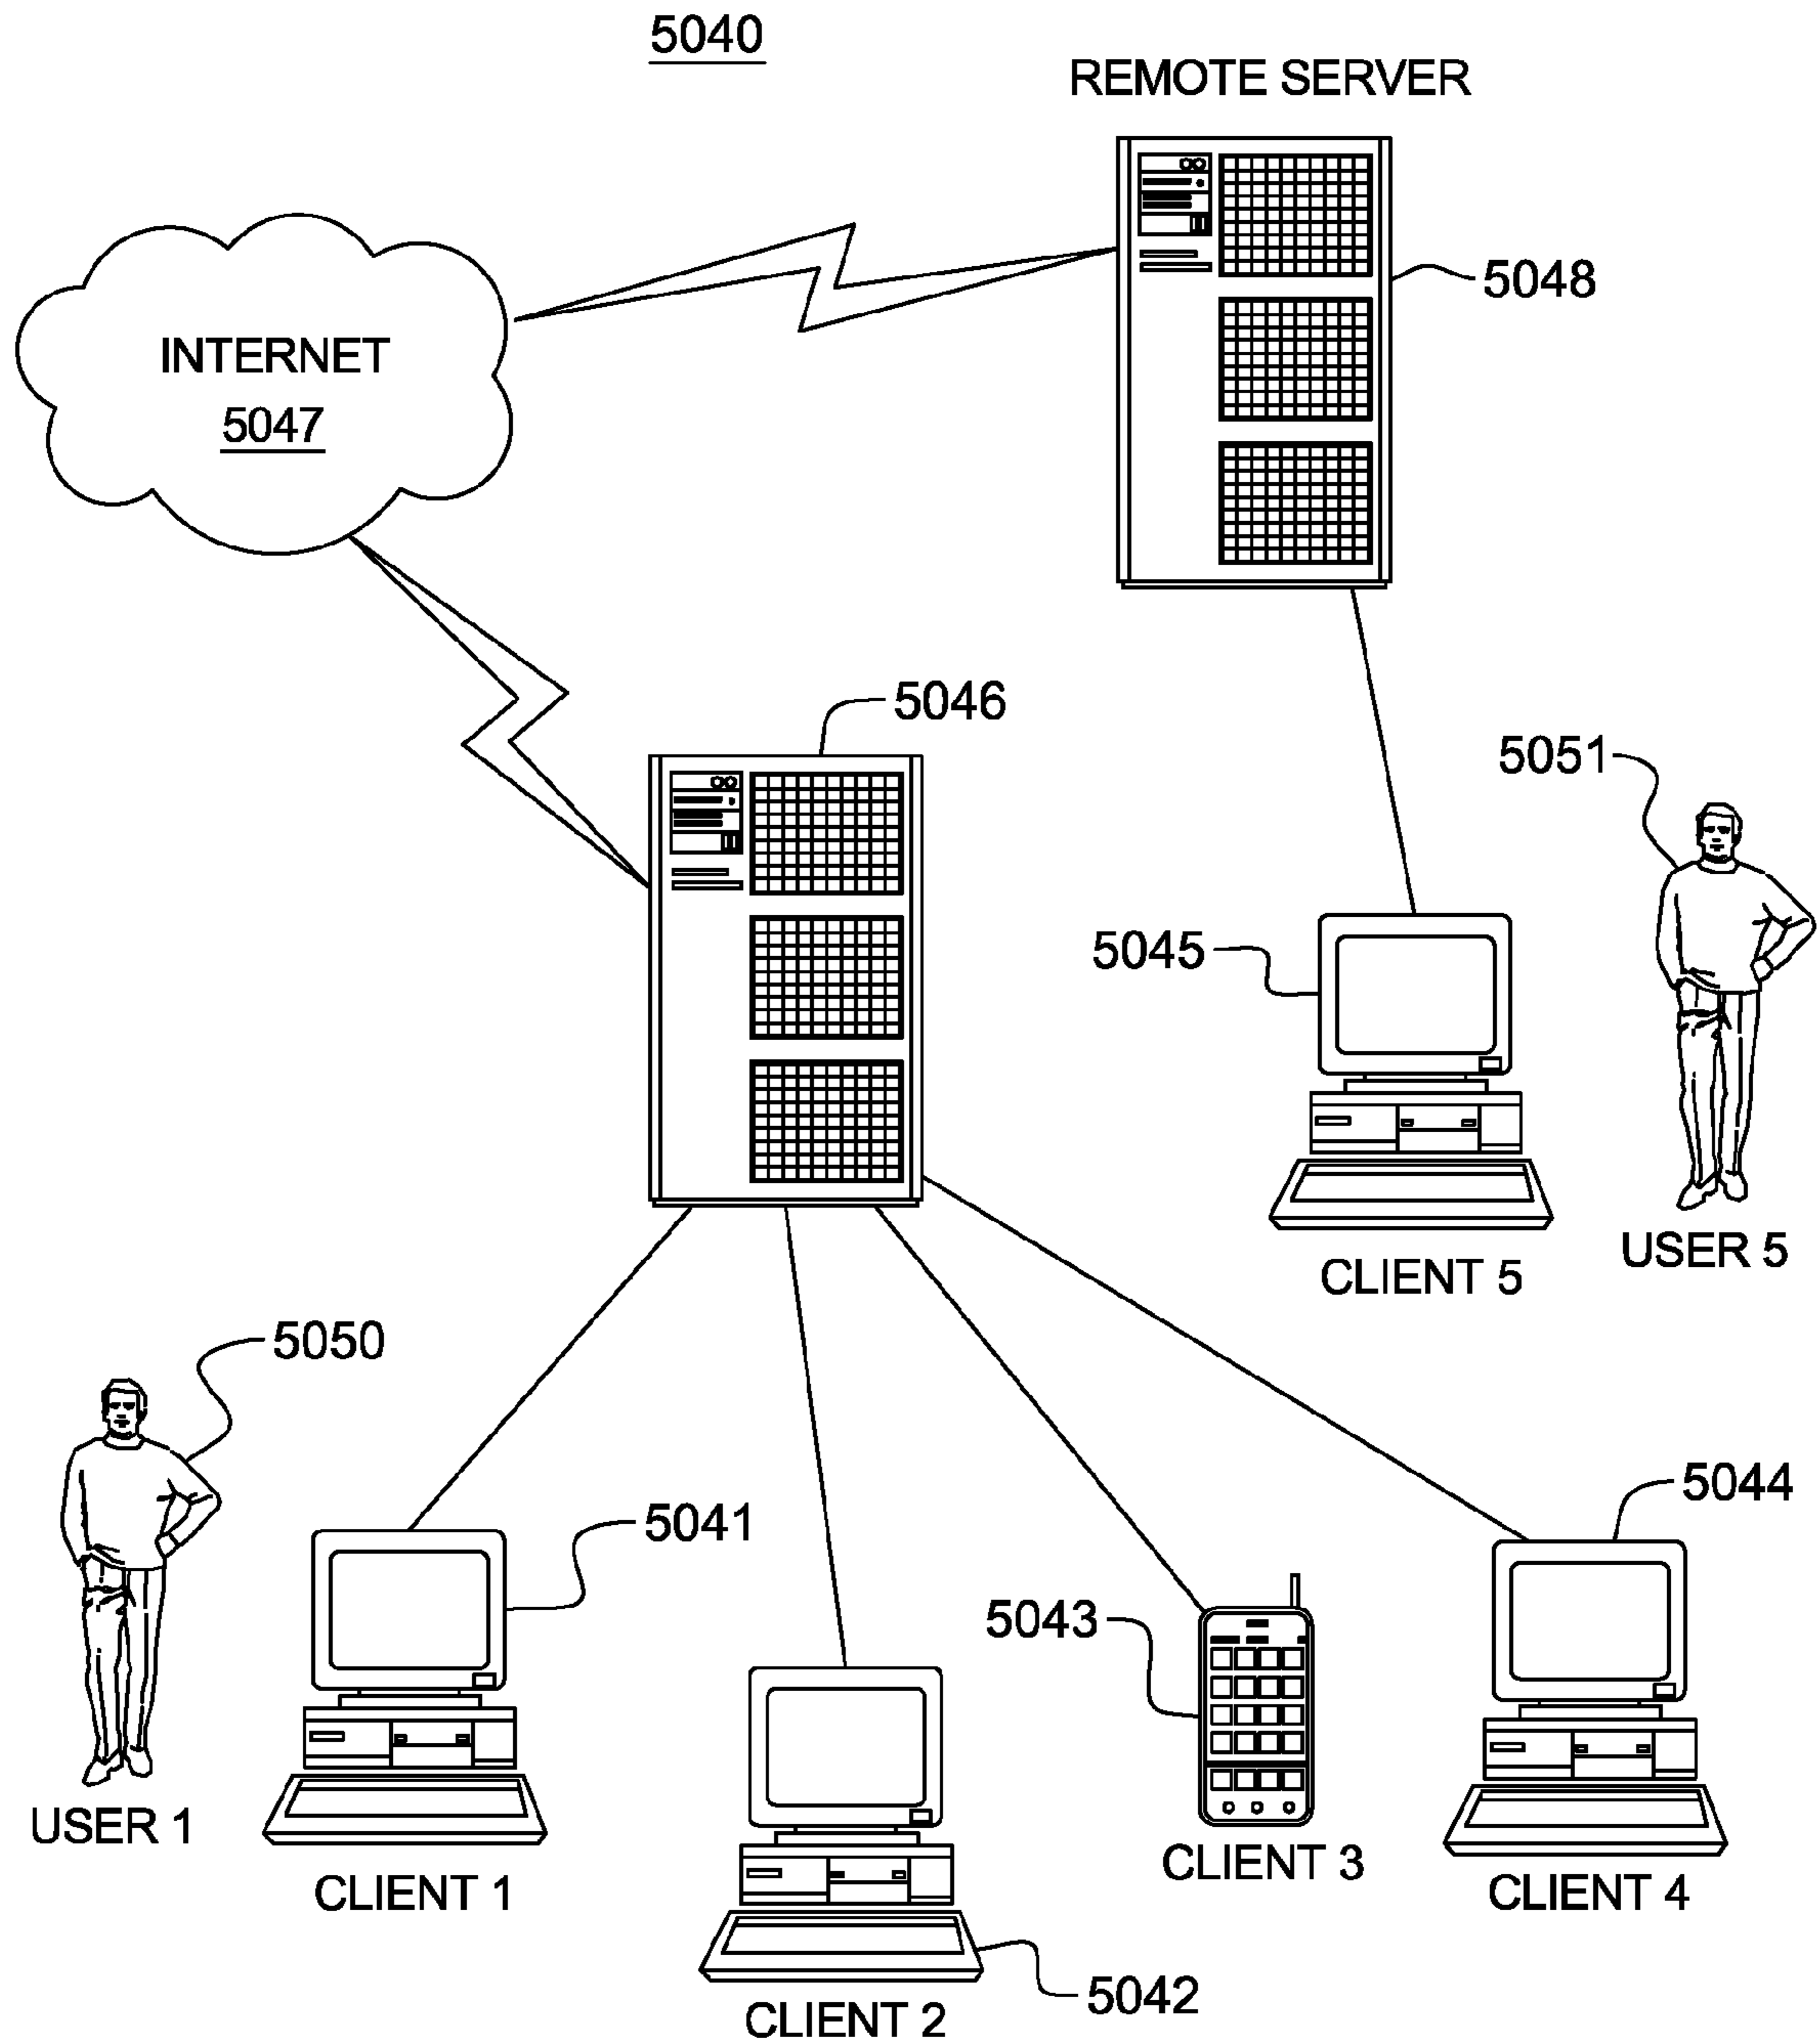 5040
REMOTE SERVER
5048
INTERNET
5047
5046
5051
5045
USER 5
CLIENT 5
5050
5044
5041
5043
USER 1
CLIENT 3
CLIENT 1
CLIENT 4
5042
CLIENT 2